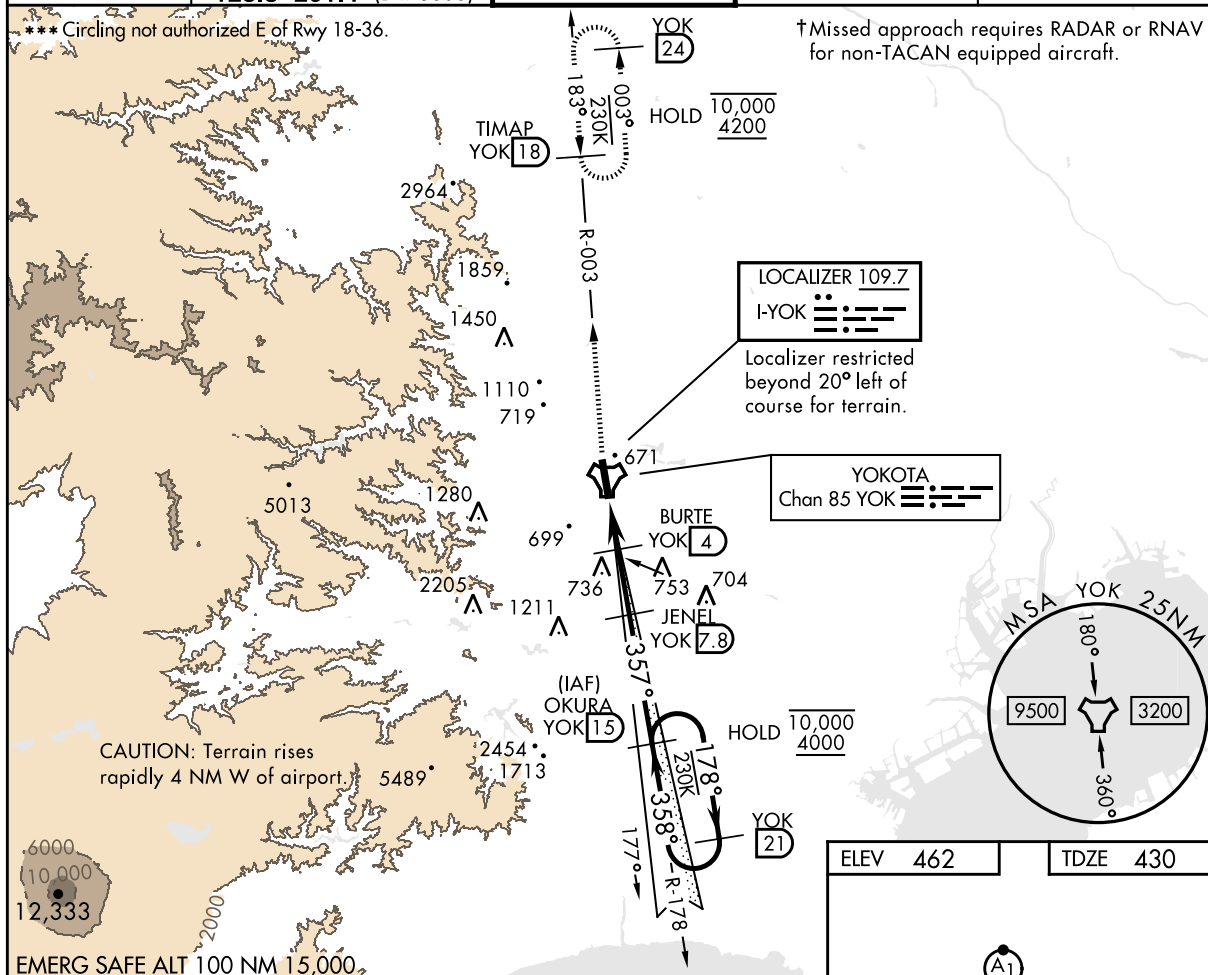 *** Circling not authorized E of Rwy 18-36.
†Missed approach requires RADAR or RNAV
for non-TACAN equipped aircraft.
YOK
24
183°
003°
230K
HOLD
10,000
4200
TIMAP
YOK 18
2964
R-003
1859
1450
1110
719
LOCALIZER 109.7
I-YOK
Localizer restricted
beyond 20° left of
course for terrain.
671
YOKOTA
Chan 85 YOK
5013
1280
699
BURTE
YOK 4
736
753
704
2205
1211
JENEL
YOK 7.8
357°
MSA YOK 25NM
180°
9500
3200
360°
(IAF)
OKURA
YOK 15
HOLD
10,000
4000
178°
230K
358°
CAUTION: Terrain rises
rapidly 4 NM W of airport.
2454
1713
5489
YOK
21
177°
R-178
6000
10,000
12,333
2000
ELEV 462
TDZE 430
A1
EMERG SAFE ALT 100 NM 15,000